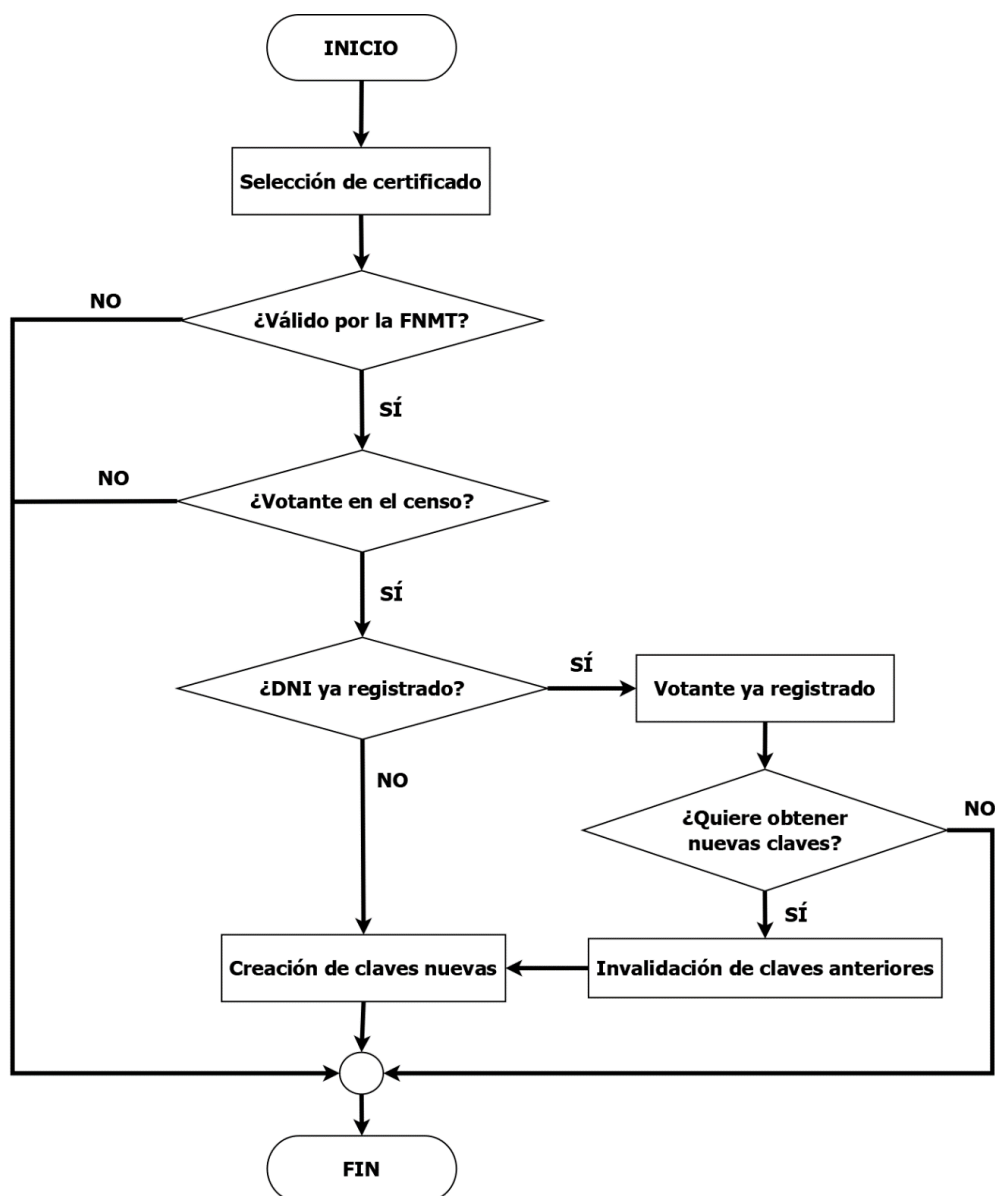 INICIO
Selección de certificado
NO
¿Válido por la FNMT?
SÍ
NO
¿Votante en el censo?
SÍ
¿DNI ya registrado?
SÍ
Votante ya registrado
NO
¿Quiere obtener
nuevas claves?
NO
SÍ
Creación de claves nuevas
Invalidación de claves anteriores
FIN